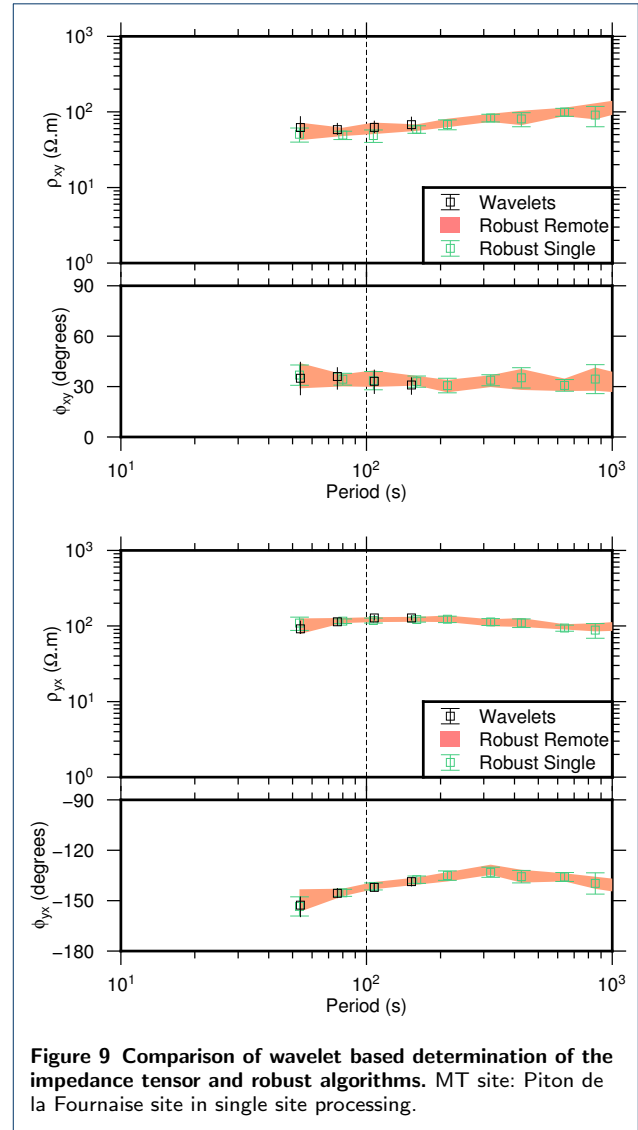 10³
10²
10¹
10⁰
ρxy (Ω.m)
Wavelets
Robust Remote
Robust Single
90
60
30
0
ϕxy (degrees)
10¹ 10² 10³
Period (s)
10³
10²
10¹
10⁰
ρyx (Ω.m)
Wavelets
Robust Remote
Robust Single
−90
−120
−150
−180
ϕyx (degrees)
10¹ 10² 10³
Period (s)
Figure 9 Comparison of wavelet based determination of the
impedance tensor and robust algorithms. MT site: Piton de
la Fournaise site in single site processing.